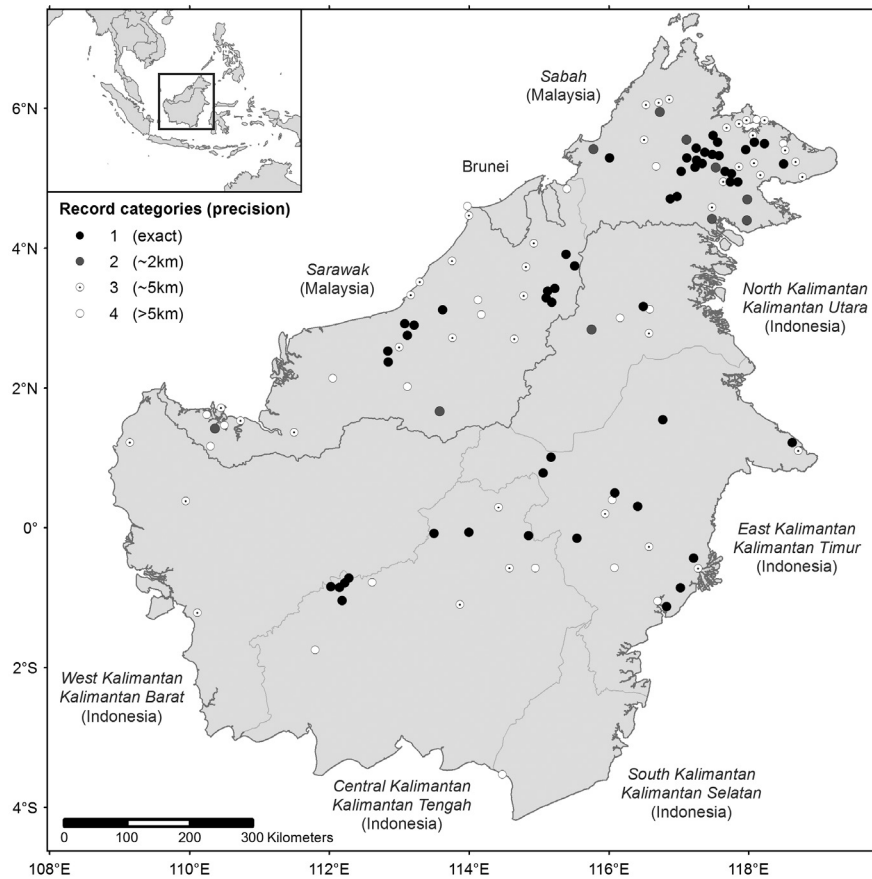 Sabah
(Malaysia)
6°N
Brunei
Record categories (precision)
1 (exact)
2 (~2km)
3 (~5km)
4 (>5km)
4°N
Sarawak
(Malaysia)
North Kalimantan
Kalimantan Utara
(Indonesia)
2°N
0°
East Kalimantan
Kalimantan Timur
(Indonesia)
2°S
West Kalimantan
Kalimantan Barat
(Indonesia)
Central Kalimantan
Kalimantan Tengah
(Indonesia)
South Kalimantan
Kalimantan Selatan
(Indonesia)
4°S
0 100 200 300 Kilometers
108°E 110°E 112°E 114°E 116°E 118°E